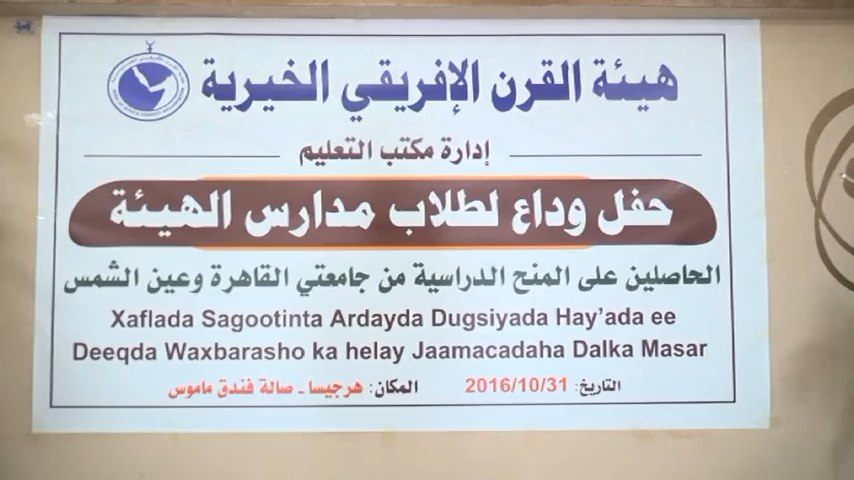 هيئة القرن الإفريقي الخيرية
إدارة مكتب التعليم
حفل وداع لطلاب مدارس الهيئة
الحاصلين على المنح الدراسية من جامعتي القاهرة وعين الشمس
Xaflada Sagootinta Ardayda Dugsiyada Hay'ada ee
Deeqda Waxbarasho ka helay Jaamacadaha Dalka Masar
التاريخ: 2016/10/31 المكان: هرجيسا - صالة فندق ماموس